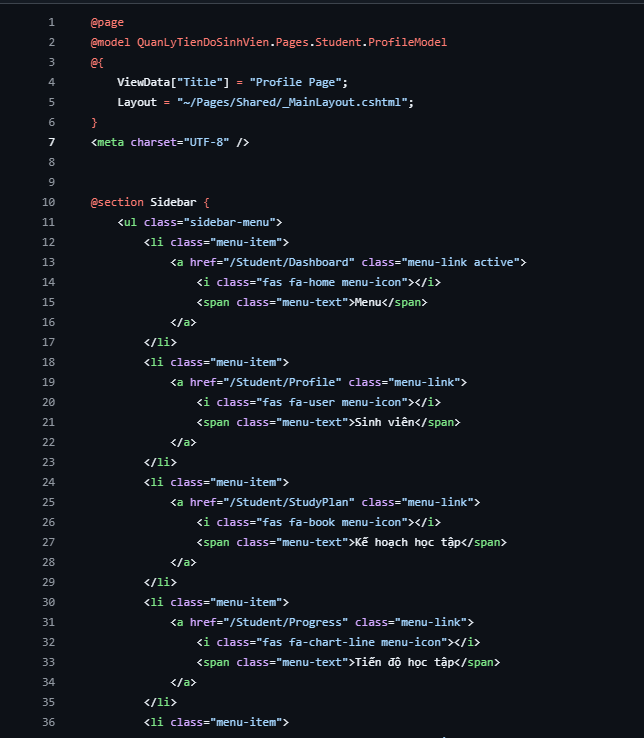 1 @page
2 @model QuanLyTienDoSinhVien.Pages.Student.ProfileModel
3 @{
4 ViewData["Title"] = "Profile Page";
5 Layout = "~/Pages/Shared/_MainLayout.cshtml";
6 }
7 <meta charset="UTF-8" />
8
9
10 @section Sidebar {
11 <ul class="sidebar-menu">
12 <li class="menu-item">
13 <a href="/Student/Dashboard" class="menu-link active">
14 <i class="fas fa-home menu-icon"></i>
15 <span class="menu-text">Menu</span>
16 </a>
17 </li>
18 <li class="menu-item">
19 <a href="/Student/Profile" class="menu-link">
20 <i class="fas fa-user menu-icon"></i>
21 <span class="menu-text">Sinh viên</span>
22 </a>
23 </li>
24 <li class="menu-item">
25 <a href="/Student/StudyPlan" class="menu-link">
26 <i class="fas fa-book menu-icon"></i>
27 <span class="menu-text">Kế hoạch học tập</span>
28 </a>
29 </li>
30 <li class="menu-item">
31 <a href="/Student/Progress" class="menu-link">
32 <i class="fas fa-chart-line menu-icon"></i>
33 <span class="menu-text">Tiến độ học tập</span>
34 </a>
35 </li>
36 <li class="menu-item">